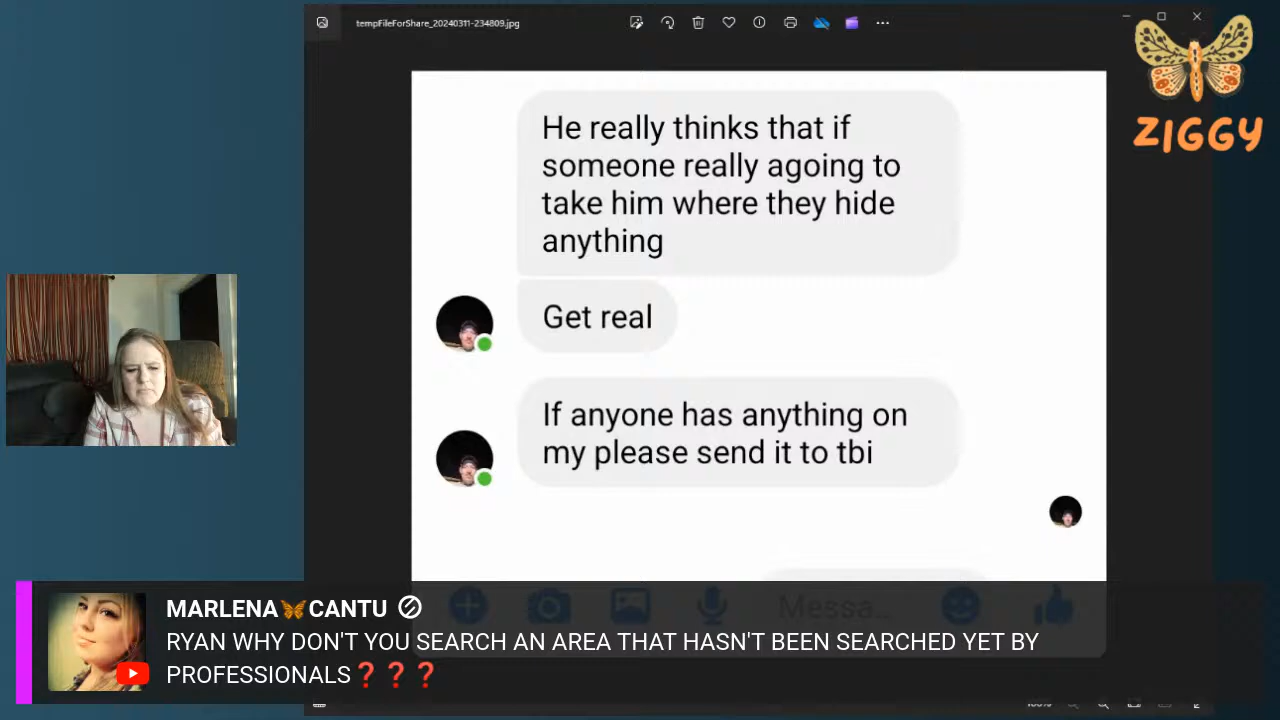 tempFileForShare_20240311-234809.jpg
ZIGGY
He really thinks that if
someone really agoing to
take him where they hide
anything
Get real
If anyone has anything on
my please send it to tbi
Messa...
MARLENA🦋CANTU
RYAN WHY DON'T YOU SEARCH AN AREA THAT HASN'T BEEN SEARCHED YET BY
PROFESSIONALS❓❓❓